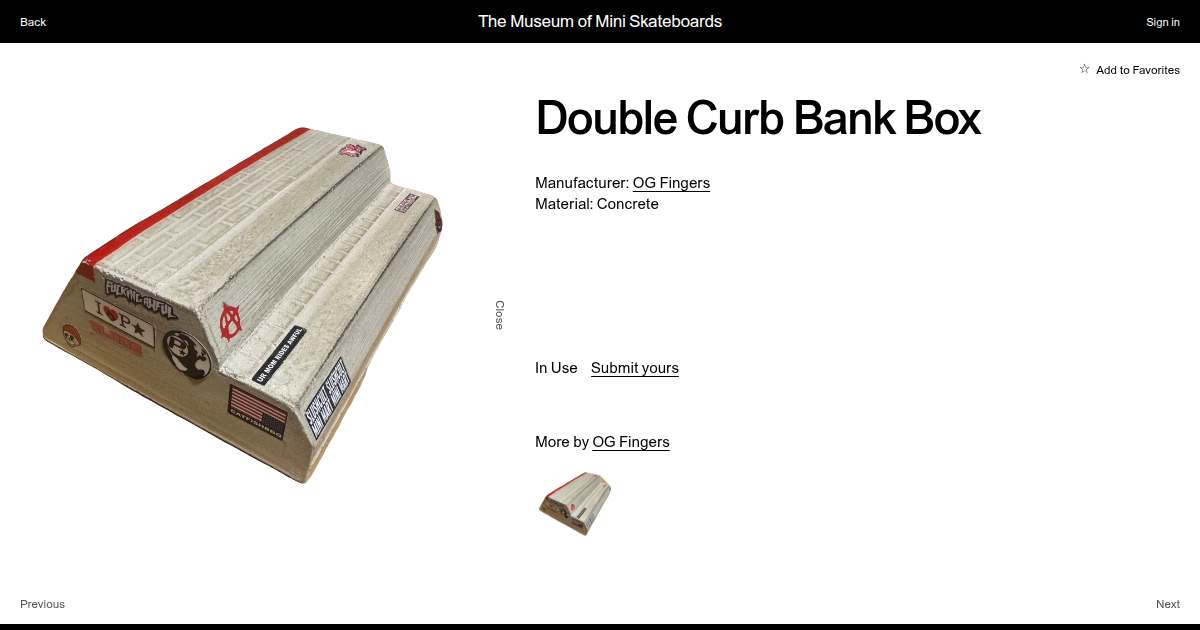 Back
The Museum of Mini Skateboards
Sign in
☆ Add to Favorites
Double Curb Bank Box
Manufacturer: OG Fingers
Material: Concrete
Close
In Use Submit yours
More by OG Fingers
Previous
Next
FUCKING AWFUL
I P
UR MOM RIDES AWFUL